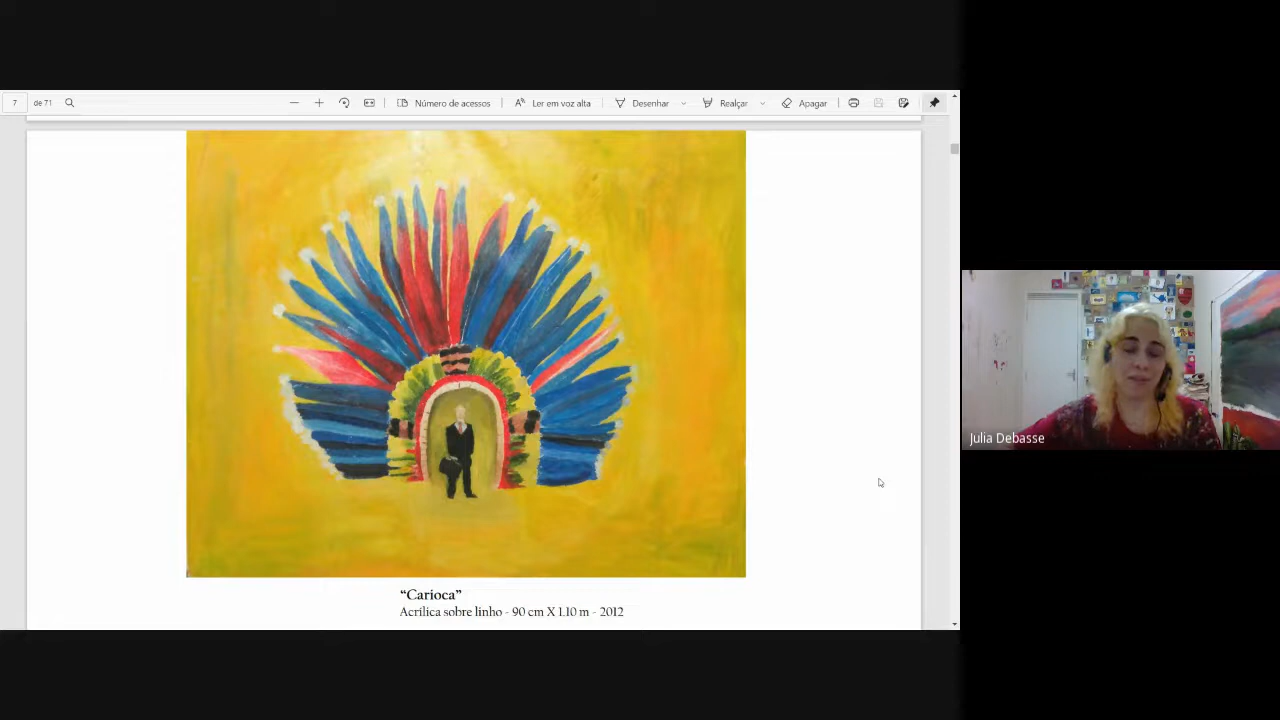 7 de 71 Número de acessos Ler em voz alta Desenhar Realçar Apagar
Julia Debasse
“Carioca”
Acrílica sobre linho - 90 cm X 1.10 m - 2012